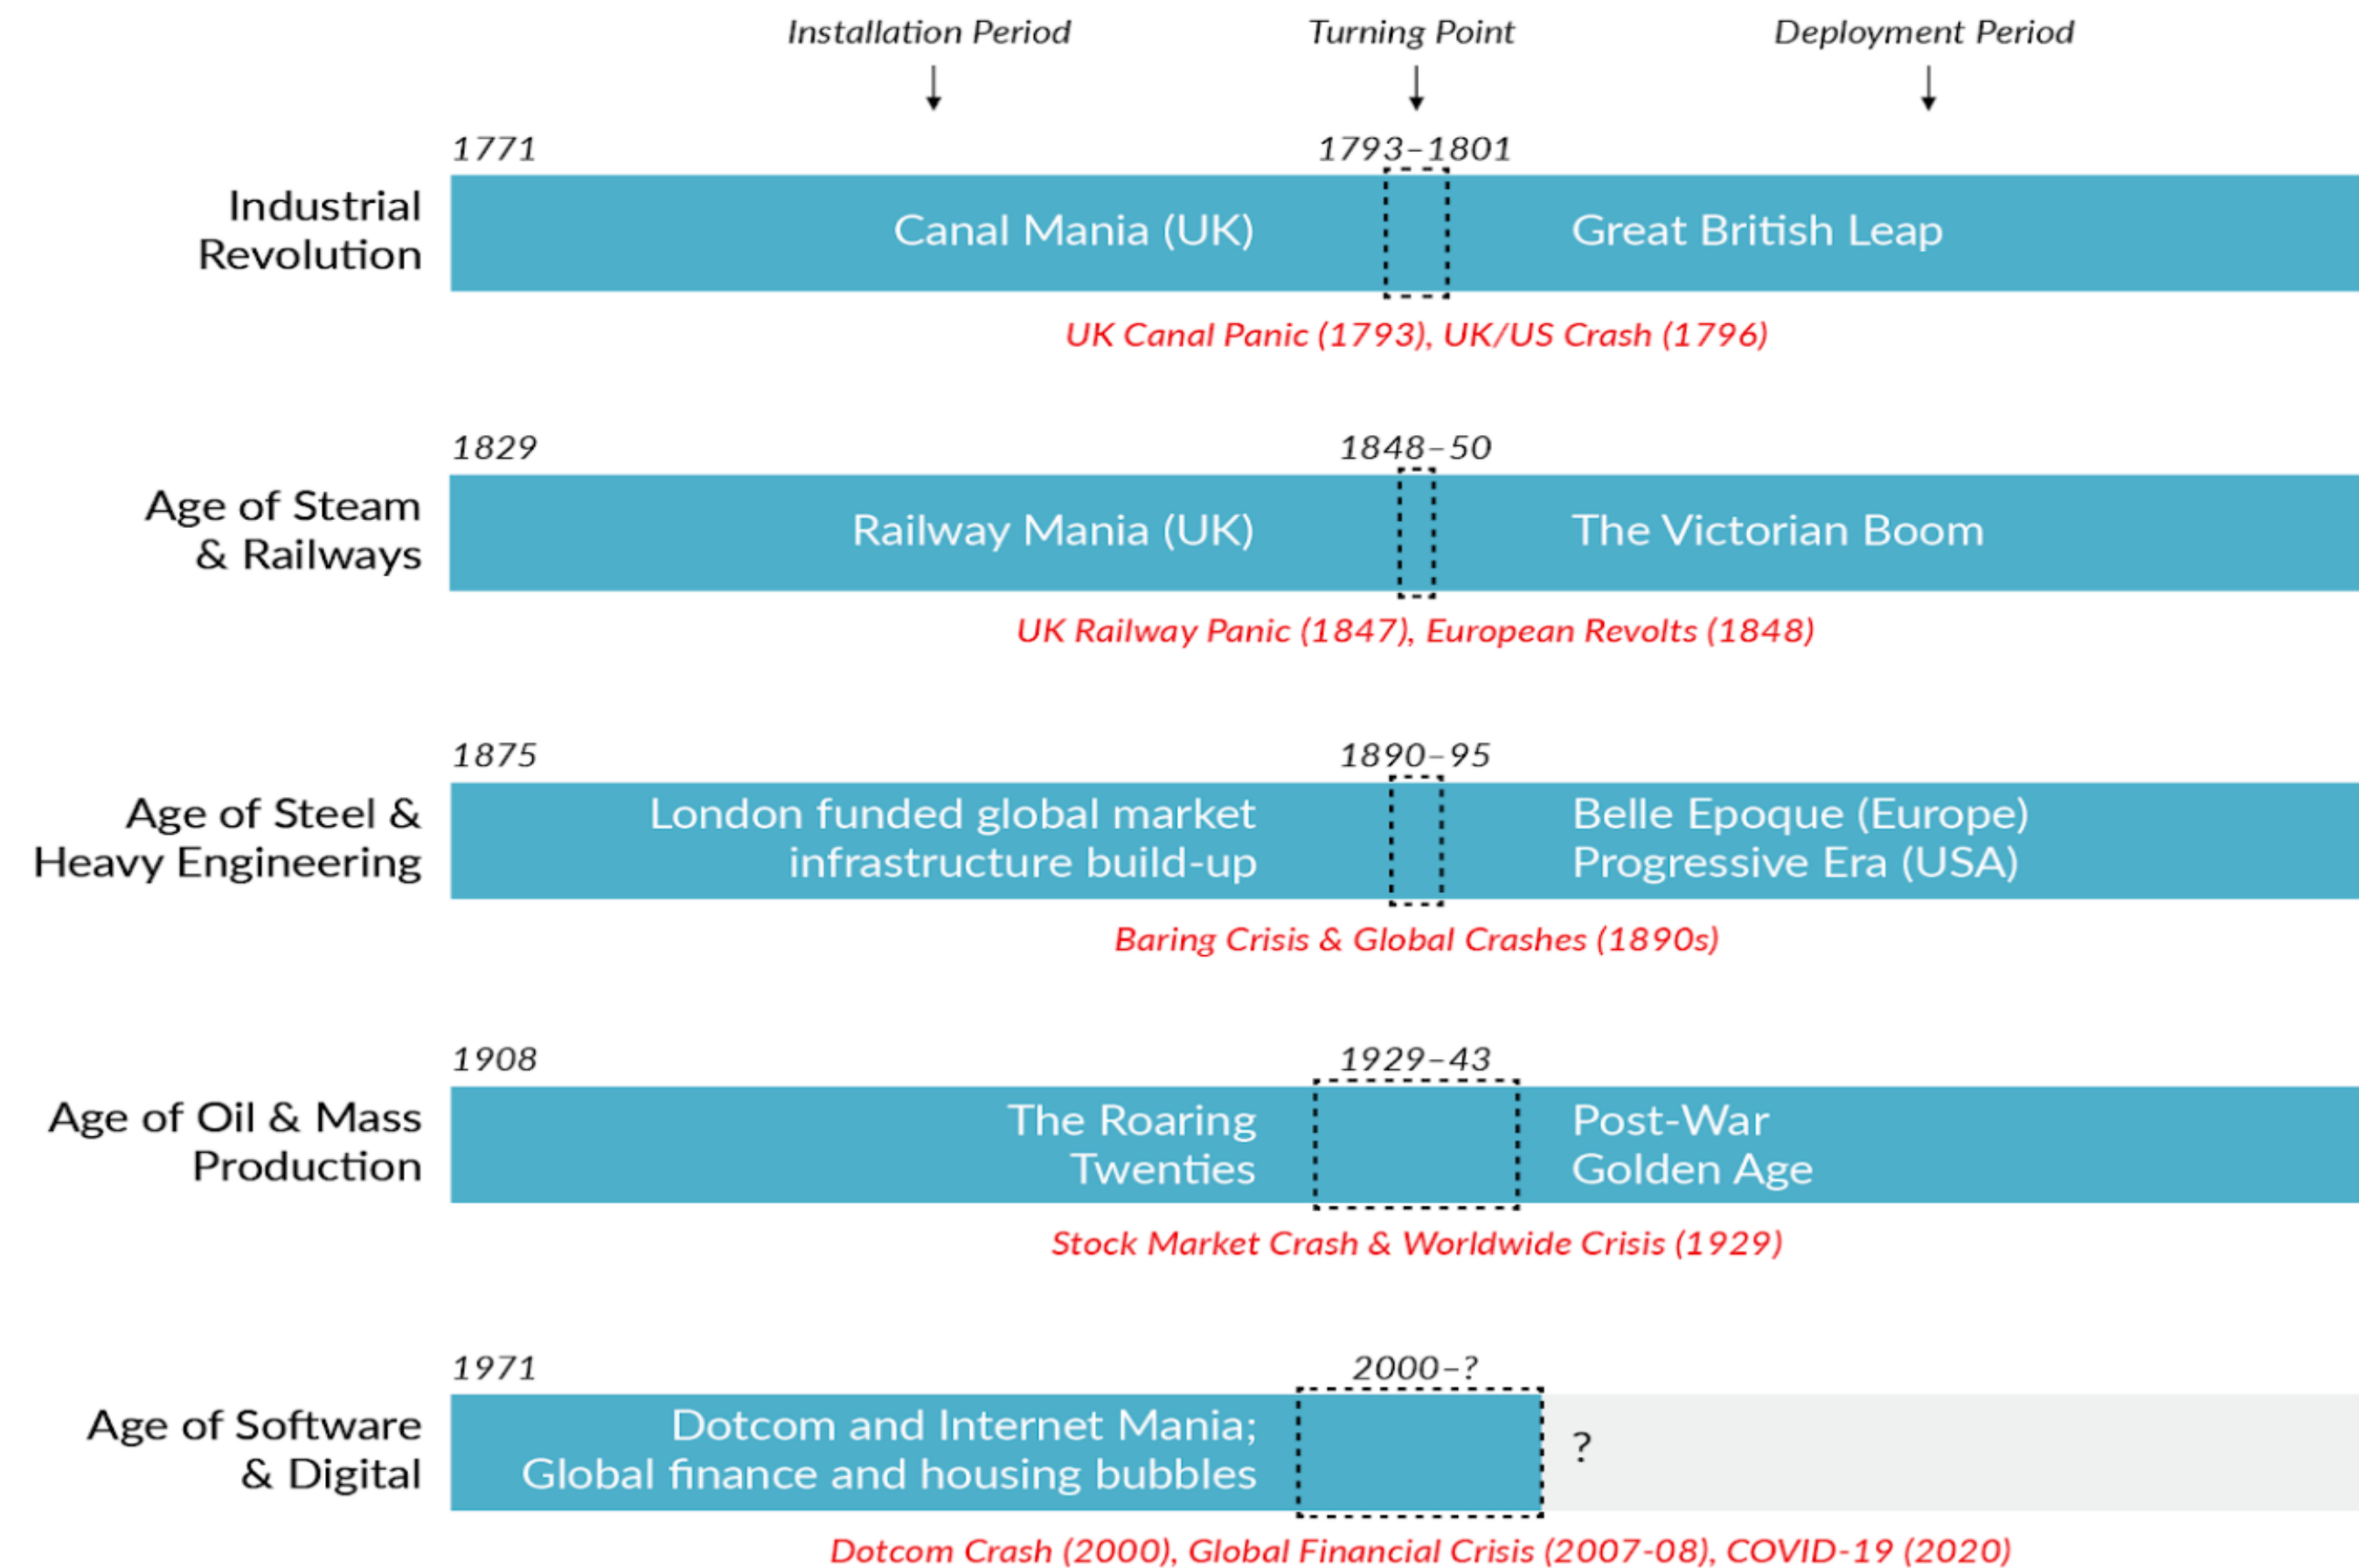 Installation Period
Turning Point
Deployment Period
1771
1793–1801
Industrial
Revolution
Canal Mania (UK)
Great British Leap
UK Canal Panic (1793), UK/US Crash (1796)
1829
1848–50
Age of Steam
& Railways
Railway Mania (UK)
The Victorian Boom
UK Railway Panic (1847), European Revolts (1848)
1875
1890–95
Age of Steel &
Heavy Engineering
London funded global market
infrastructure build-up
Belle Epoque (Europe)
Progressive Era (USA)
Baring Crisis & Global Crashes (1890s)
1908
1929–43
Age of Oil & Mass
Production
The Roaring
Twenties
Post-War
Golden Age
Stock Market Crash & Worldwide Crisis (1929)
1971
2000–?
Age of Software
& Digital
Dotcom and Internet Mania;
Global finance and housing bubbles
?
Dotcom Crash (2000), Global Financial Crisis (2007-08), COVID-19 (2020)